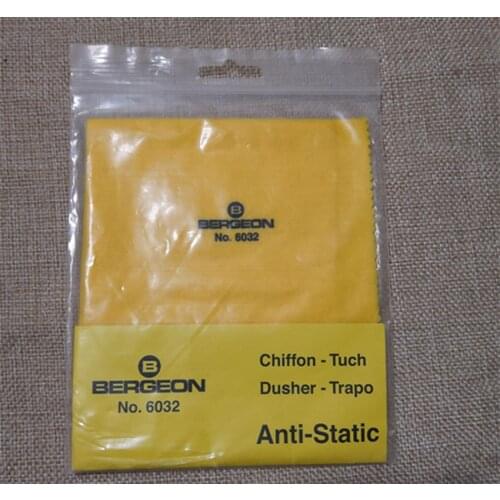 B
BERGEON
No. 6032
B
BERGEON
No. 6032
Chiffon - Tuch
Dusher - Trapo
Anti-Static